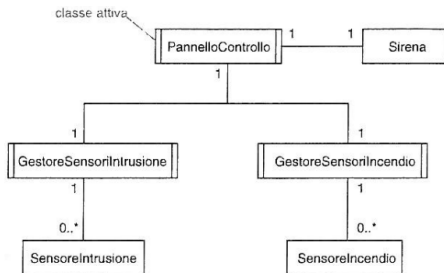 classe attiva
PannelloControllo
1
1
Sirena
1
1
1
GestoreSensoriIntrusione
GestoreSensoriIncendio
1
1
0..*
0..*
SensoreIntrusione
SensoreIncendio